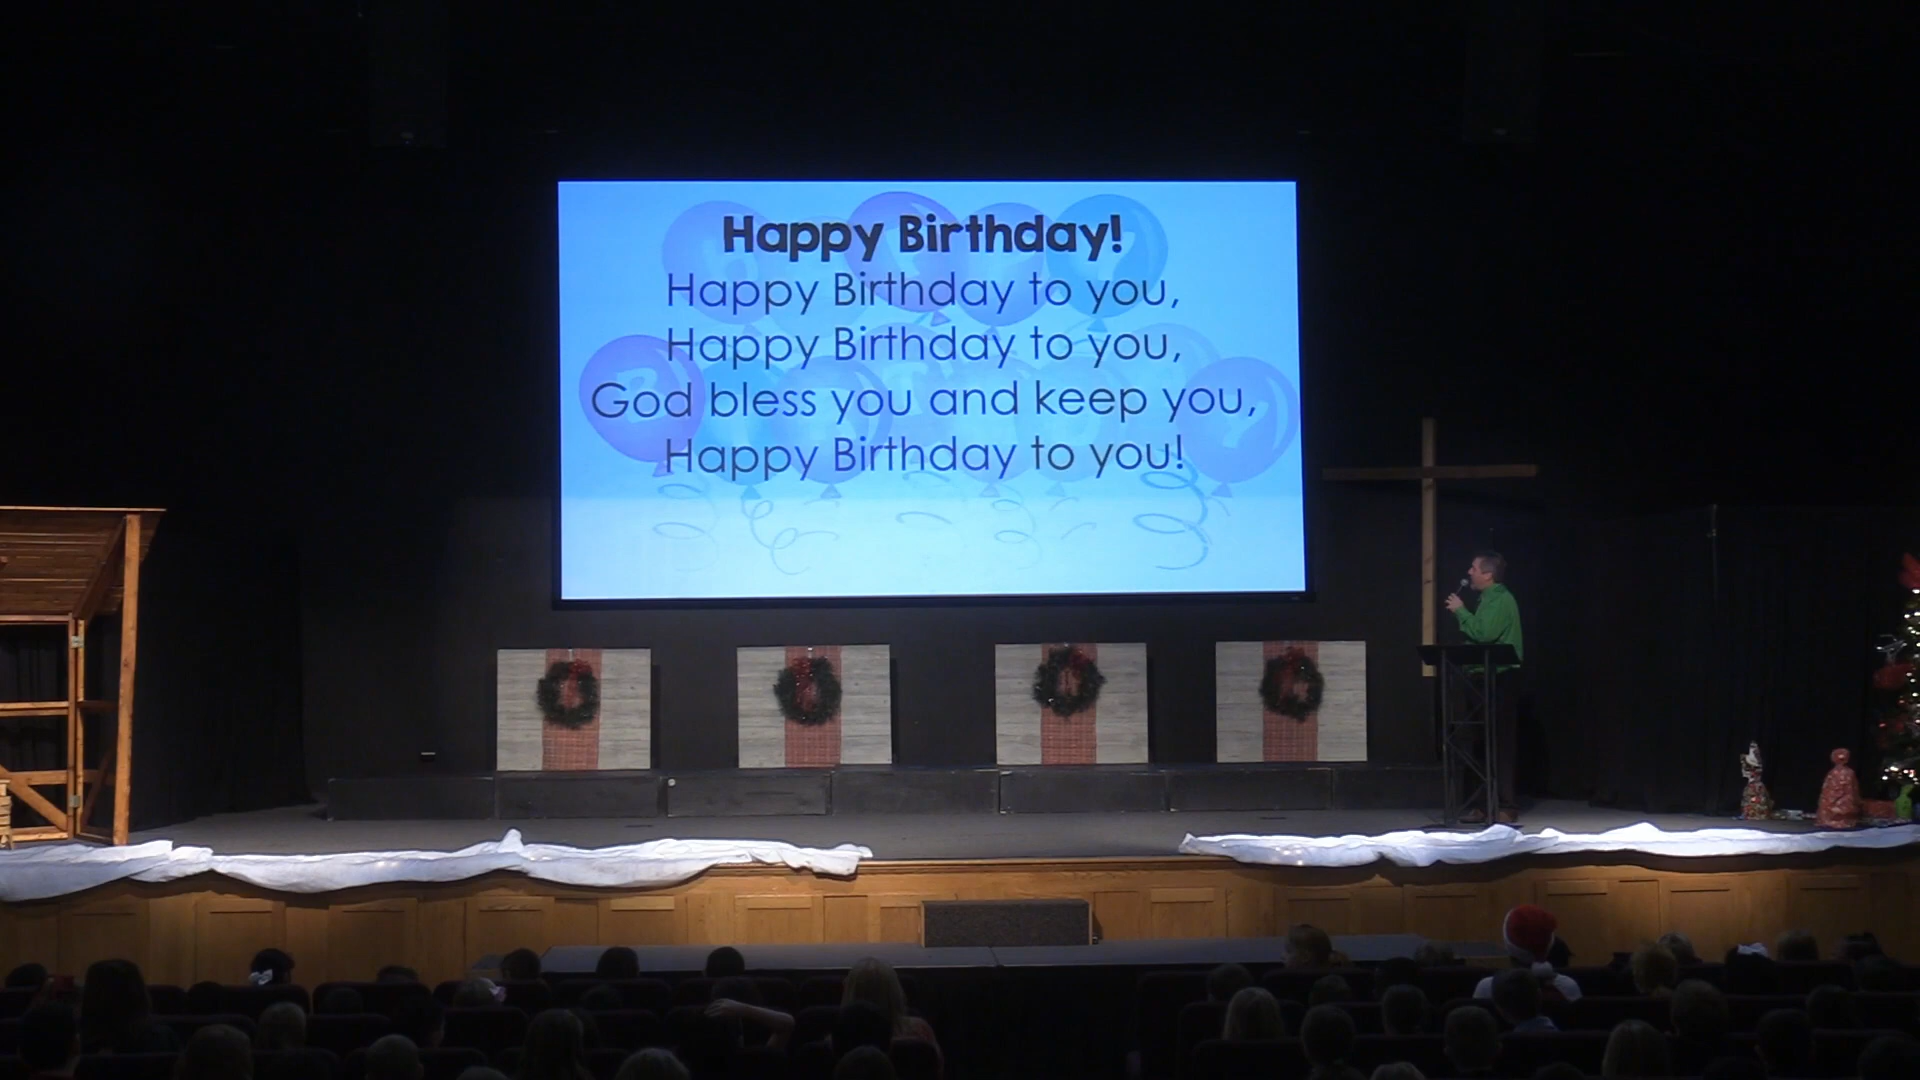 Happy Birthday!
Happy Birthday to you,
Happy Birthday to you,
God bless you and keep you,
Happy Birthday to you!